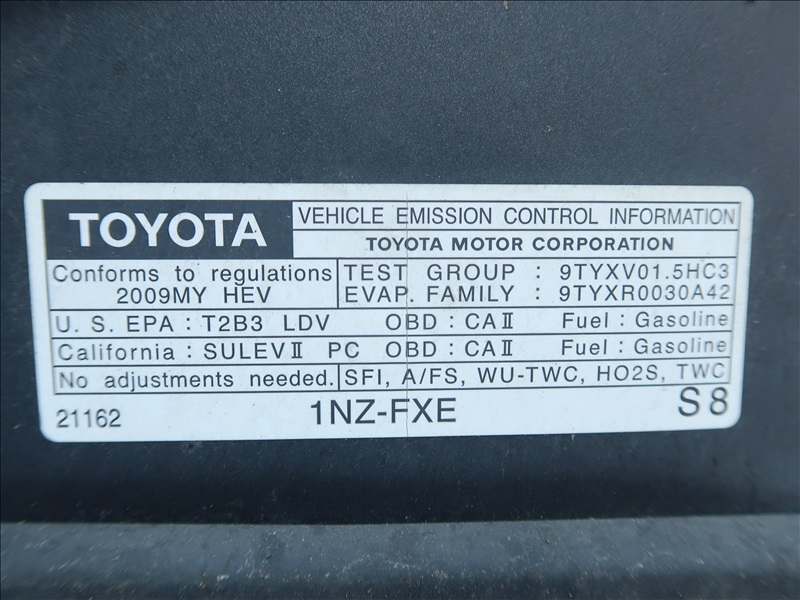 TOYOTA VEHICLE EMISSION CONTROL INFORMATION
TOYOTA MOTOR CORPORATION
Conforms to regulations TEST GROUP : 9TYXV01.5HC3
2009MY HEV EVAP. FAMILY : 9TYXR0030A42
U. S. EPA : T2B3 LDV OBD : CAⅡ Fuel : Gasoline
California : SULEVⅡ PC OBD : CAⅡ Fuel : Gasoline
No adjustments needed. SFI, A/FS, WU-TWC, HO2S, TWC
21162 1NZ-FXE S8